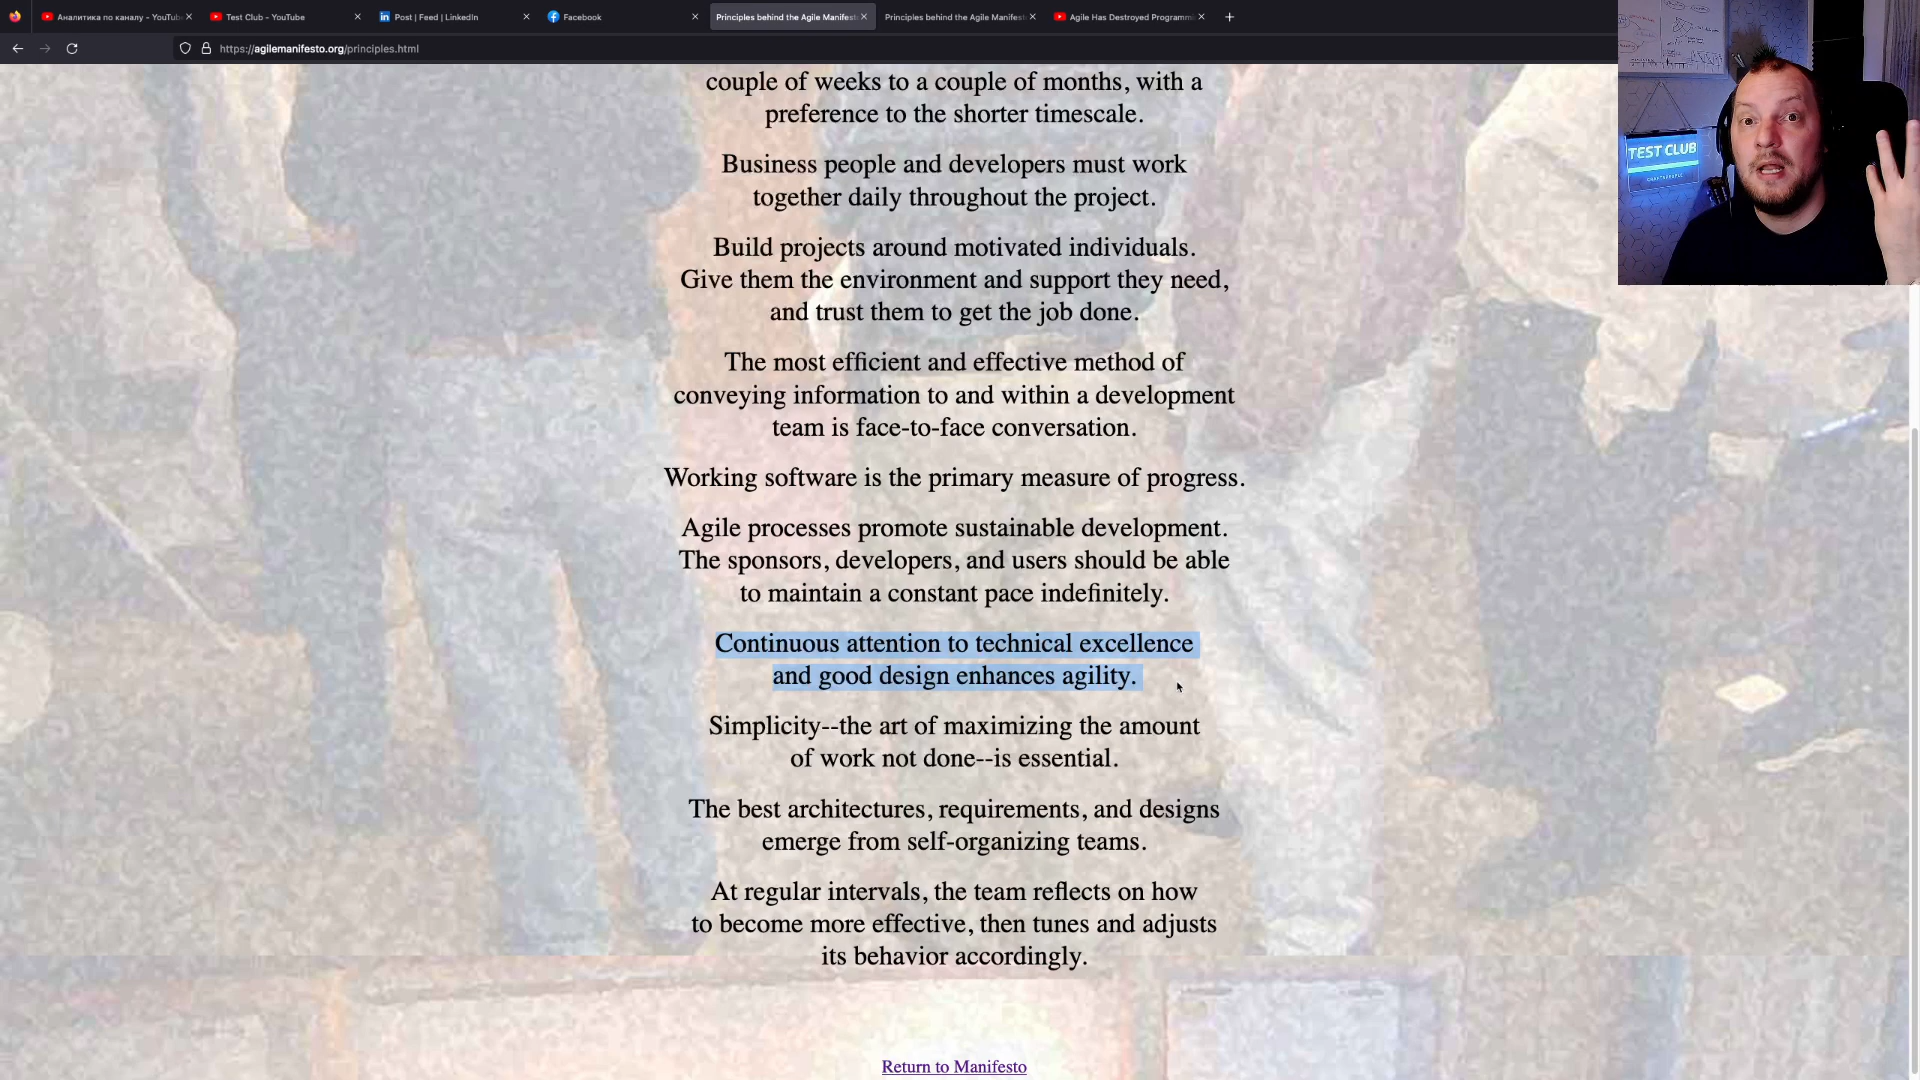 Аналитика по каналу - YouTub
Test Club - YouTube
Post | Feed | LinkedIn
Facebook
Principles behind the Agile Manifest
Principles behind the Agile Manifest
Agile Has Destroyed Programm
https://agilemanifesto.org/principles.html
couple of weeks to a couple of months, with a
preference to the shorter timescale.
Business people and developers must work
together daily throughout the project.
Build projects around motivated individuals.
Give them the environment and support they need,
and trust them to get the job done.
The most efficient and effective method of
conveying information to and within a development
team is face-to-face conversation.
Working software is the primary measure of progress.
Agile processes promote sustainable development.
The sponsors, developers, and users should be able
to maintain a constant pace indefinitely.
Continuous attention to technical excellence
and good design enhances agility.
Simplicity--the art of maximizing the amount
of work not done--is essential.
The best architectures, requirements, and designs
emerge from self-organizing teams.
At regular intervals, the team reflects on how
to become more effective, then tunes and adjusts
its behavior accordingly.
Return to Manifesto
TEST CLUB